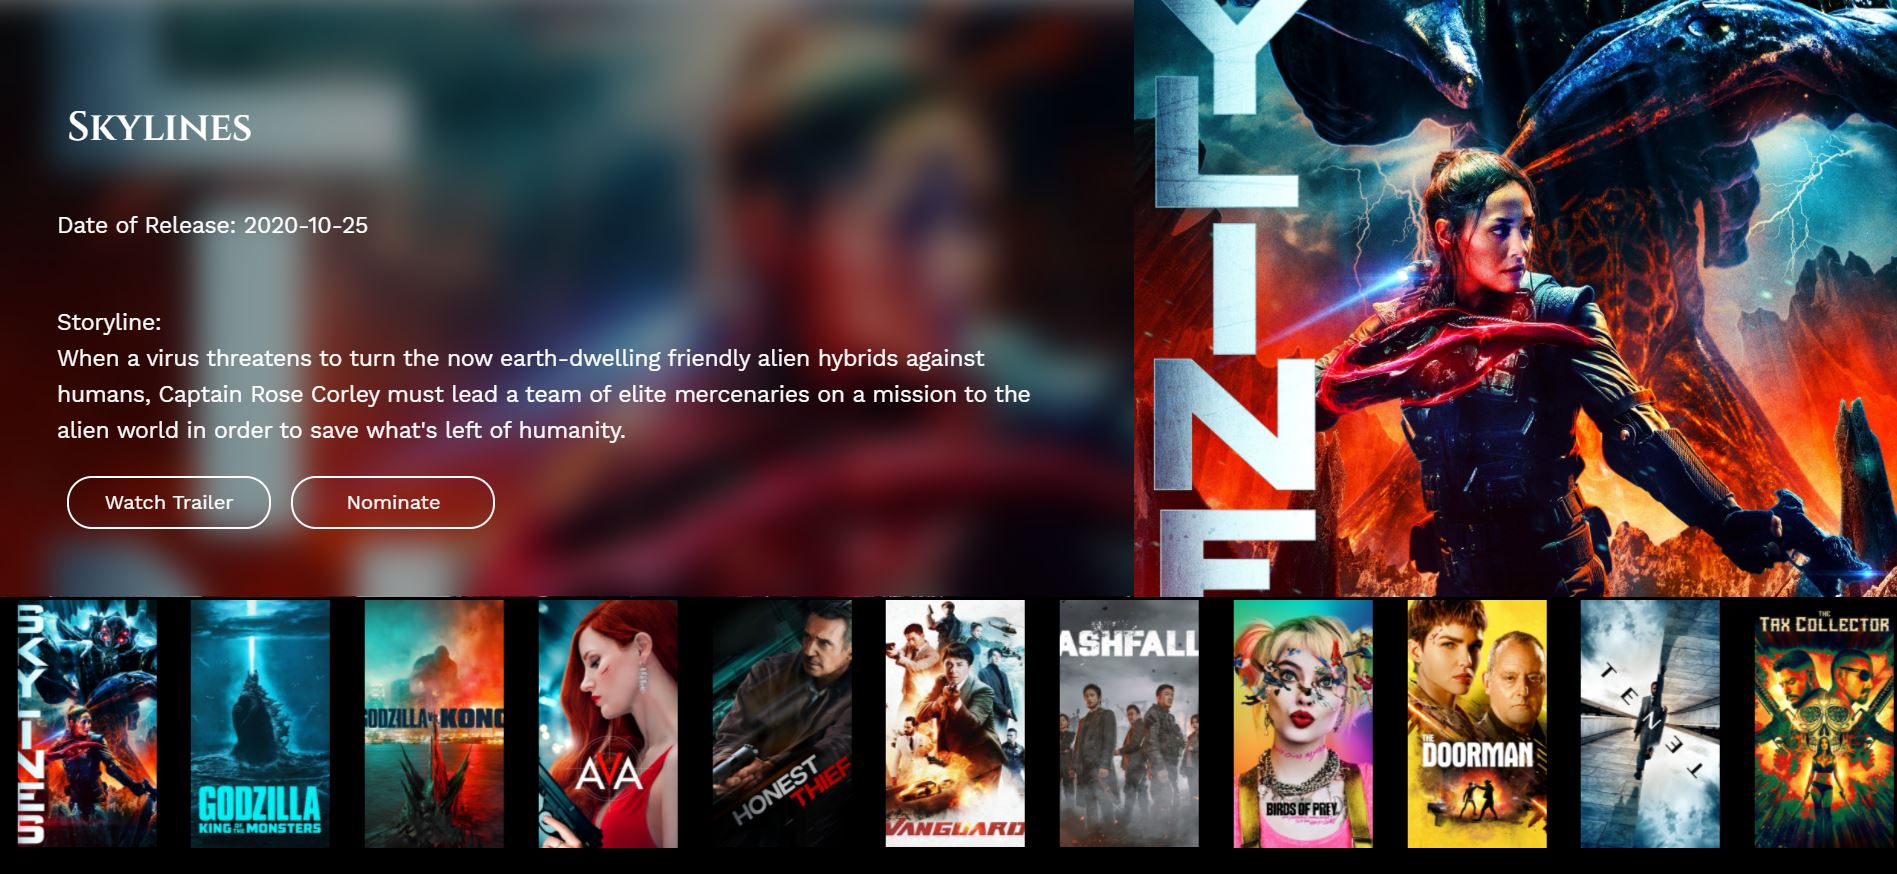 SKYLINES
Date of Release: 2020-10-25
Storyline:
When a virus threatens to turn the now earth-dwelling friendly alien hybrids against
humans, Captain Rose Corley must lead a team of elite mercenaries on a mission to the
alien world in order to save what's left of humanity.
Watch Trailer
Nominate
YLINE
SKYLINES
GODZILLA
KING OF THE MONSTERS
GODZILLA VS KONG
AVA
HONEST
THIEF
VANGUARD
ASHFALL
BIRDS OF PREY
THE
DOORMAN
TENET
THE
TAX COLLECTOR